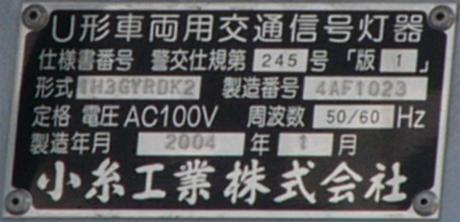 U形車両用交通信号灯器
仕様書番号 警交仕規第 245 号 「版 1 」
形式 1H3GYRDK2 製造番号 4AF1023
定格 電圧 AC100V 周波数 50/60 Hz
製造年月 2004 年 1 月
小糸工業株式会社